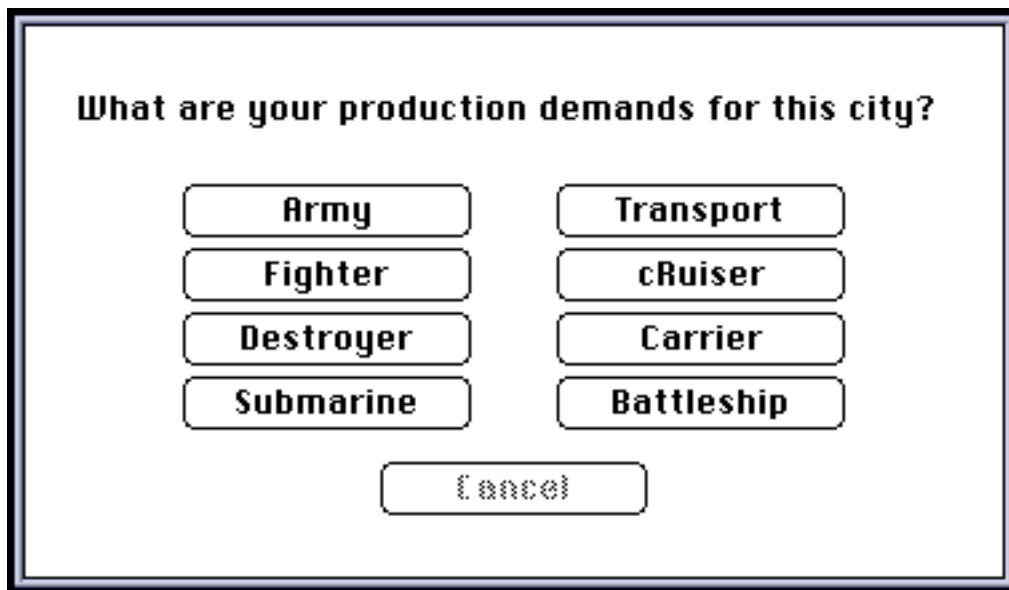 What are your production demands for this city?
Army
Transport
Fighter
cRuiser
Destroyer
Carrier
Submarine
Battleship
Cancel